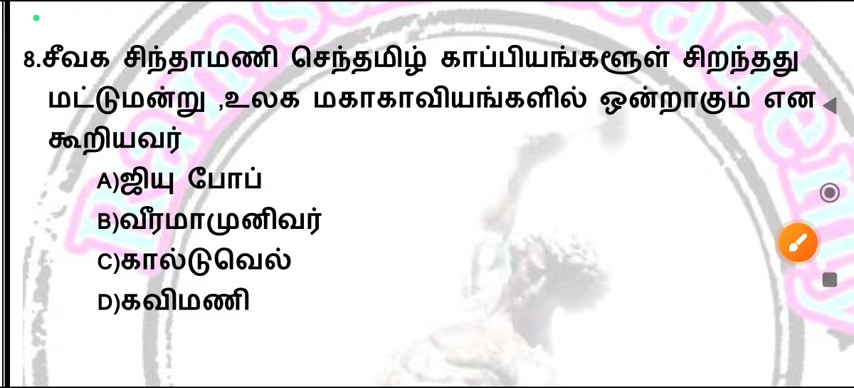 8.சீவக சிந்தாமணி செந்தமிழ் காப்பியங்களுள் சிறந்தது
மட்டுமன்று ,உலக மகாகாவியங்களில் ஒன்றாகும் என
கூறியவர்
A)ஜியு போப்
B)வீரமாமுனிவர்
C)கால்டுவெல்
D)கவிமணி